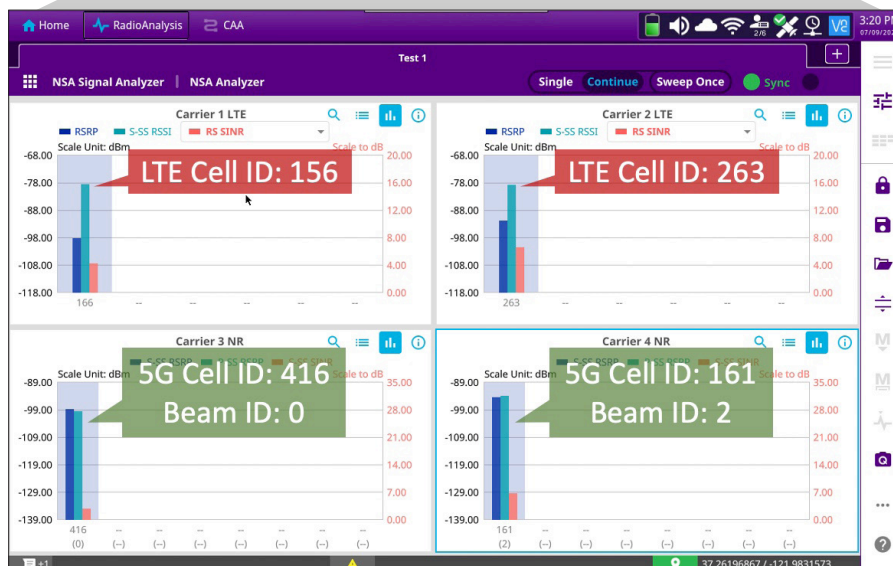 Home RadioAnalysis CAA 2/6 3:20 PM
Test 1 +
NSA Signal Analyzer | NSA Analyzer Single Continue Sweep Once Sync
Carrier 1 LTE
RSRP S-SS RSSI RS SINR
Scale Unit: dBm Scale to dB
-68.00 20.00
LTE Cell ID: 156
-78.00 16.00
-88.00 12.00
-98.00 8.00
-108.00 4.00
-118.00 0.00
166 -- -- -- -- --
Carrier 2 LTE
RSRP S-SS RSSI RS SINR
Scale Unit: dBm Scale to dB
-68.00 20.00
LTE Cell ID: 263
-78.00 16.00
-88.00 12.00
-98.00 8.00
-108.00 4.00
-118.00 0.00
263 -- -- -- -- --
Carrier 3 NR
Scale Unit: dBm Scale to dB
-89.00 35.00
5G Cell ID: 416
-99.00 28.00
Beam ID: 0
-109.00 21.00
-119.00 14.00
-129.00 7.00
-139.00 0.00
416 -- -- -- -- -- -- --
(0) (--) (--) (--) (--) (--) (--) (--)
Carrier 4 NR
Scale Unit: dBm Scale to dB
-89.00 35.00
5G Cell ID: 161
-99.00 28.00
Beam ID: 2
-109.00 21.00
-119.00 14.00
-129.00 7.00
-139.00 0.00
161 -- -- -- -- -- -- --
(2) (--) (--) (--) (--) (--) (--) (--)
+1 37.26196867 / -121.9831573